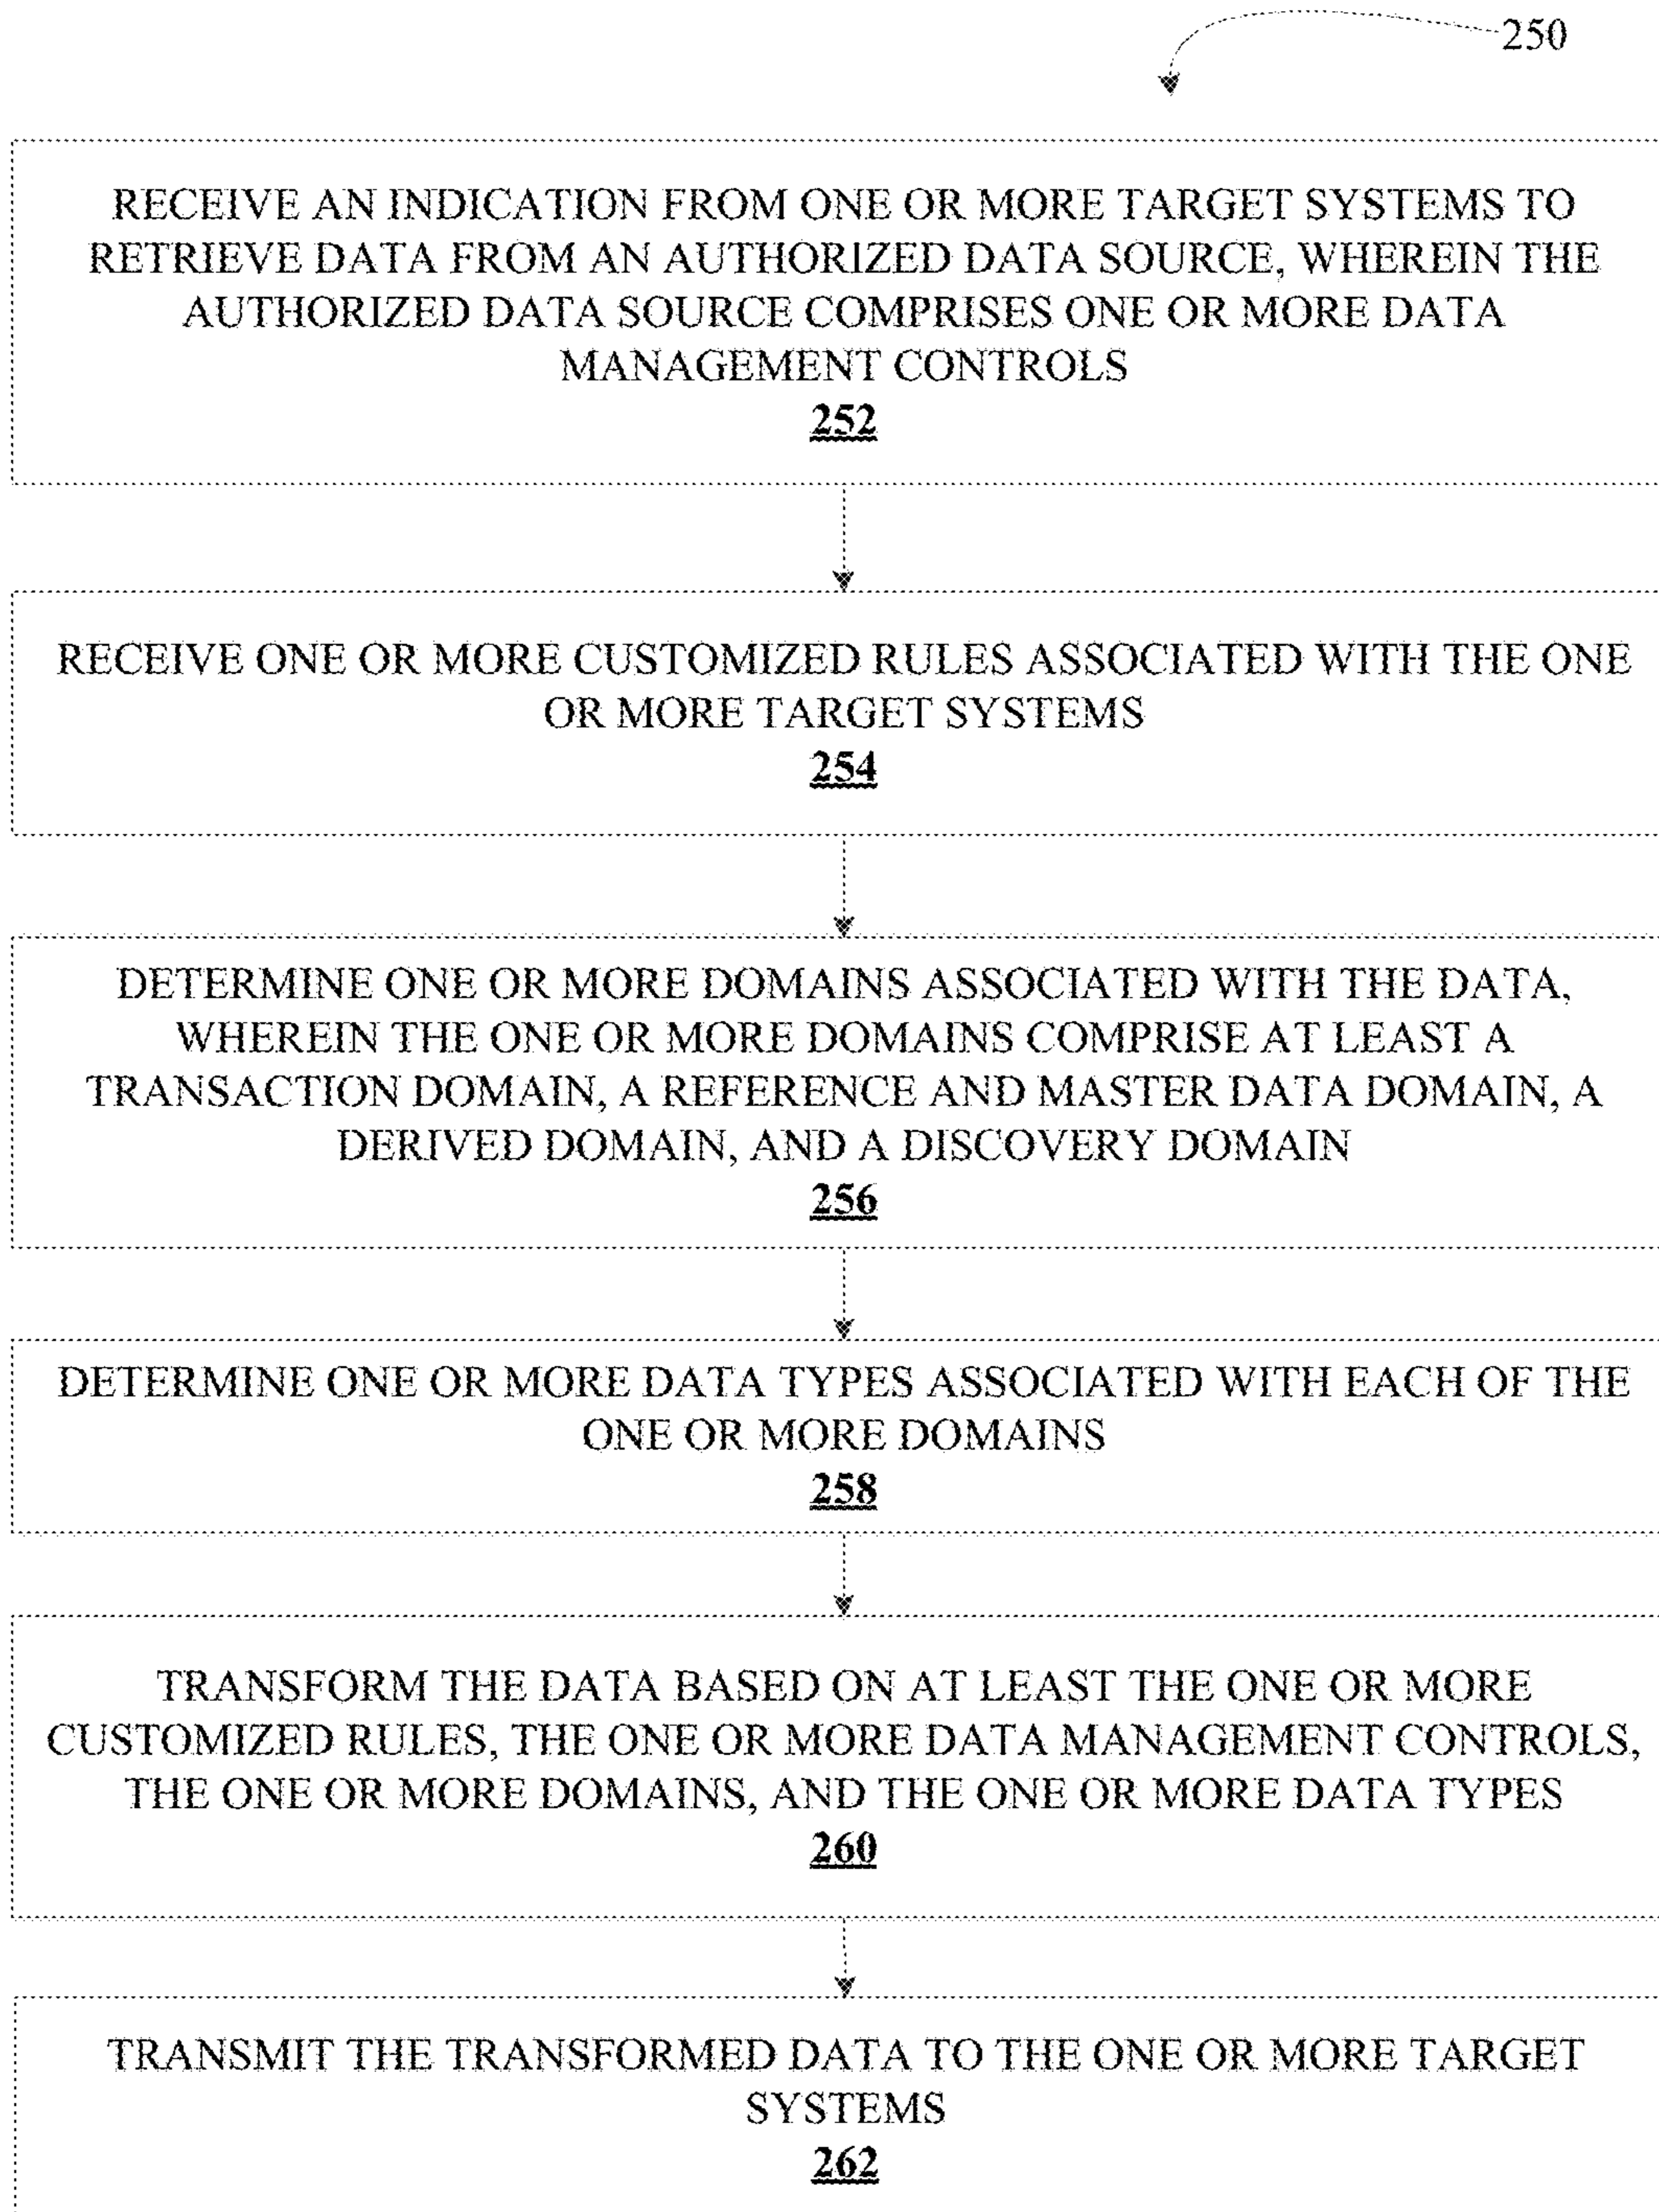 250
RECEIVE AN INDICATION FROM ONE OR MORE TARGET SYSTEMS TO
RETRIEVE DATA FROM AN AUTHORIZED DATA SOURCE, WHEREIN THE
AUTHORIZED DATA SOURCE COMPRISES ONE OR MORE DATA
MANAGEMENT CONTROLS
252
RECEIVE ONE OR MORE CUSTOMIZED RULES ASSOCIATED WITH THE ONE
OR MORE TARGET SYSTEMS
254
DETERMINE ONE OR MORE DOMAINS ASSOCIATED WITH THE DATA,
WHEREIN THE ONE OR MORE DOMAINS COMPRISE AT LEAST A
TRANSACTION DOMAIN, A REFERENCE AND MASTER DATA DOMAIN, A
DERIVED DOMAIN, AND A DISCOVERY DOMAIN
256
DETERMINE ONE OR MORE DATA TYPES ASSOCIATED WITH EACH OF THE
ONE OR MORE DOMAINS
258
TRANSFORM THE DATA BASED ON AT LEAST THE ONE OR MORE
CUSTOMIZED RULES, THE ONE OR MORE DATA MANAGEMENT CONTROLS,
THE ONE OR MORE DOMAINS, AND THE ONE OR MORE DATA TYPES
260
TRANSMIT THE TRANSFORMED DATA TO THE ONE OR MORE TARGET
SYSTEMS
262